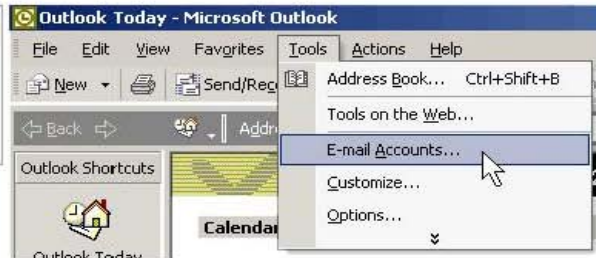 Outlook Today - Microsoft Outlook
File Edit View Favorites Tools Actions Help
New Send/Rec
Address Book... Ctrl+Shift+B
Tools on the Web...
Back Addr
E-mail Accounts...
Outlook Shortcuts
Customize...
Options...
Calendar
Outlook Today